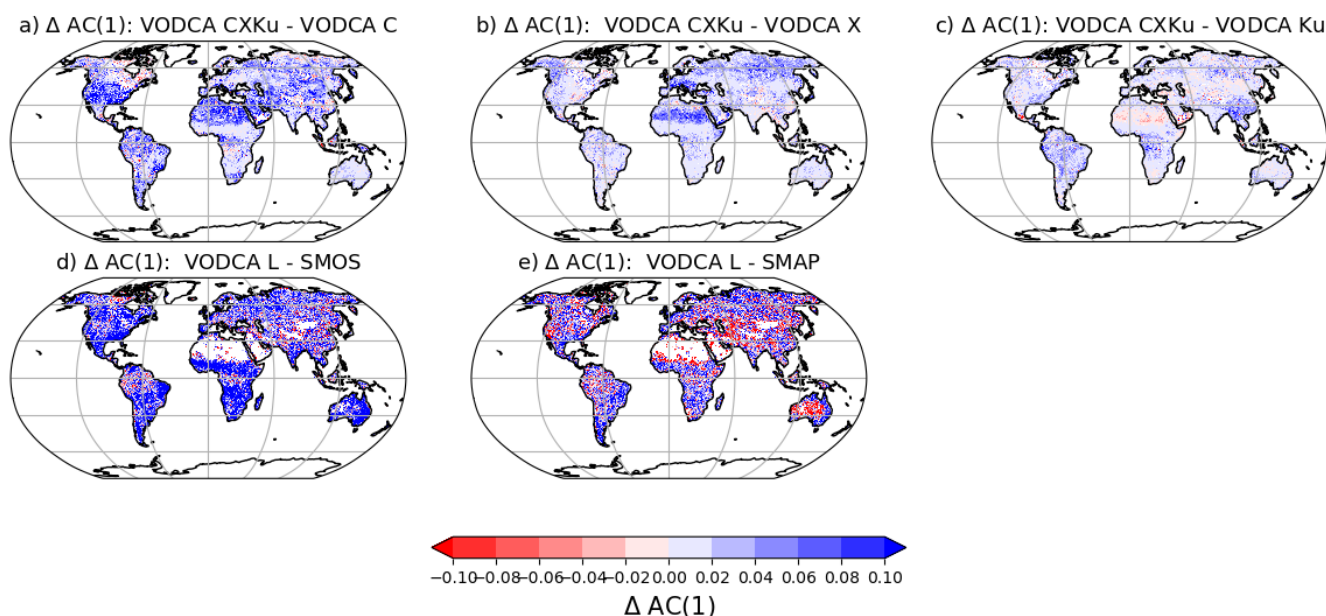 a) Δ AC(1): VODCA CXKu - VODCA C
b) Δ AC(1): VODCA CXKu - VODCA X
c) Δ AC(1): VODCA CXKu - VODCA Ku
d) Δ AC(1): VODCA L - SMOS
e) Δ AC(1): VODCA L - SMAP
−0.10 −0.08 −0.06 −0.04 −0.02 0.00 0.02 0.04 0.06 0.08 0.10
Δ AC(1)